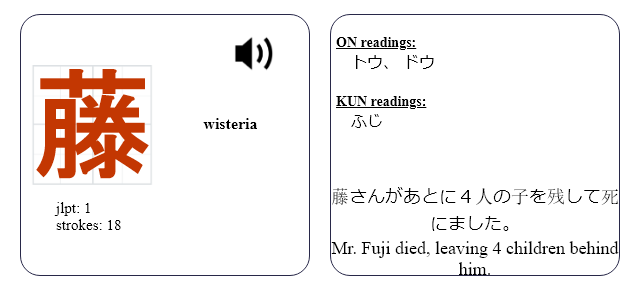 藤
wisteria
jlpt: 1
strokes: 18
ON readings:
トウ、 ドウ
KUN readings:
ふじ
藤さんがあとに４人の子を残して死
にました。
Mr. Fuji died, leaving 4 children behind
him.